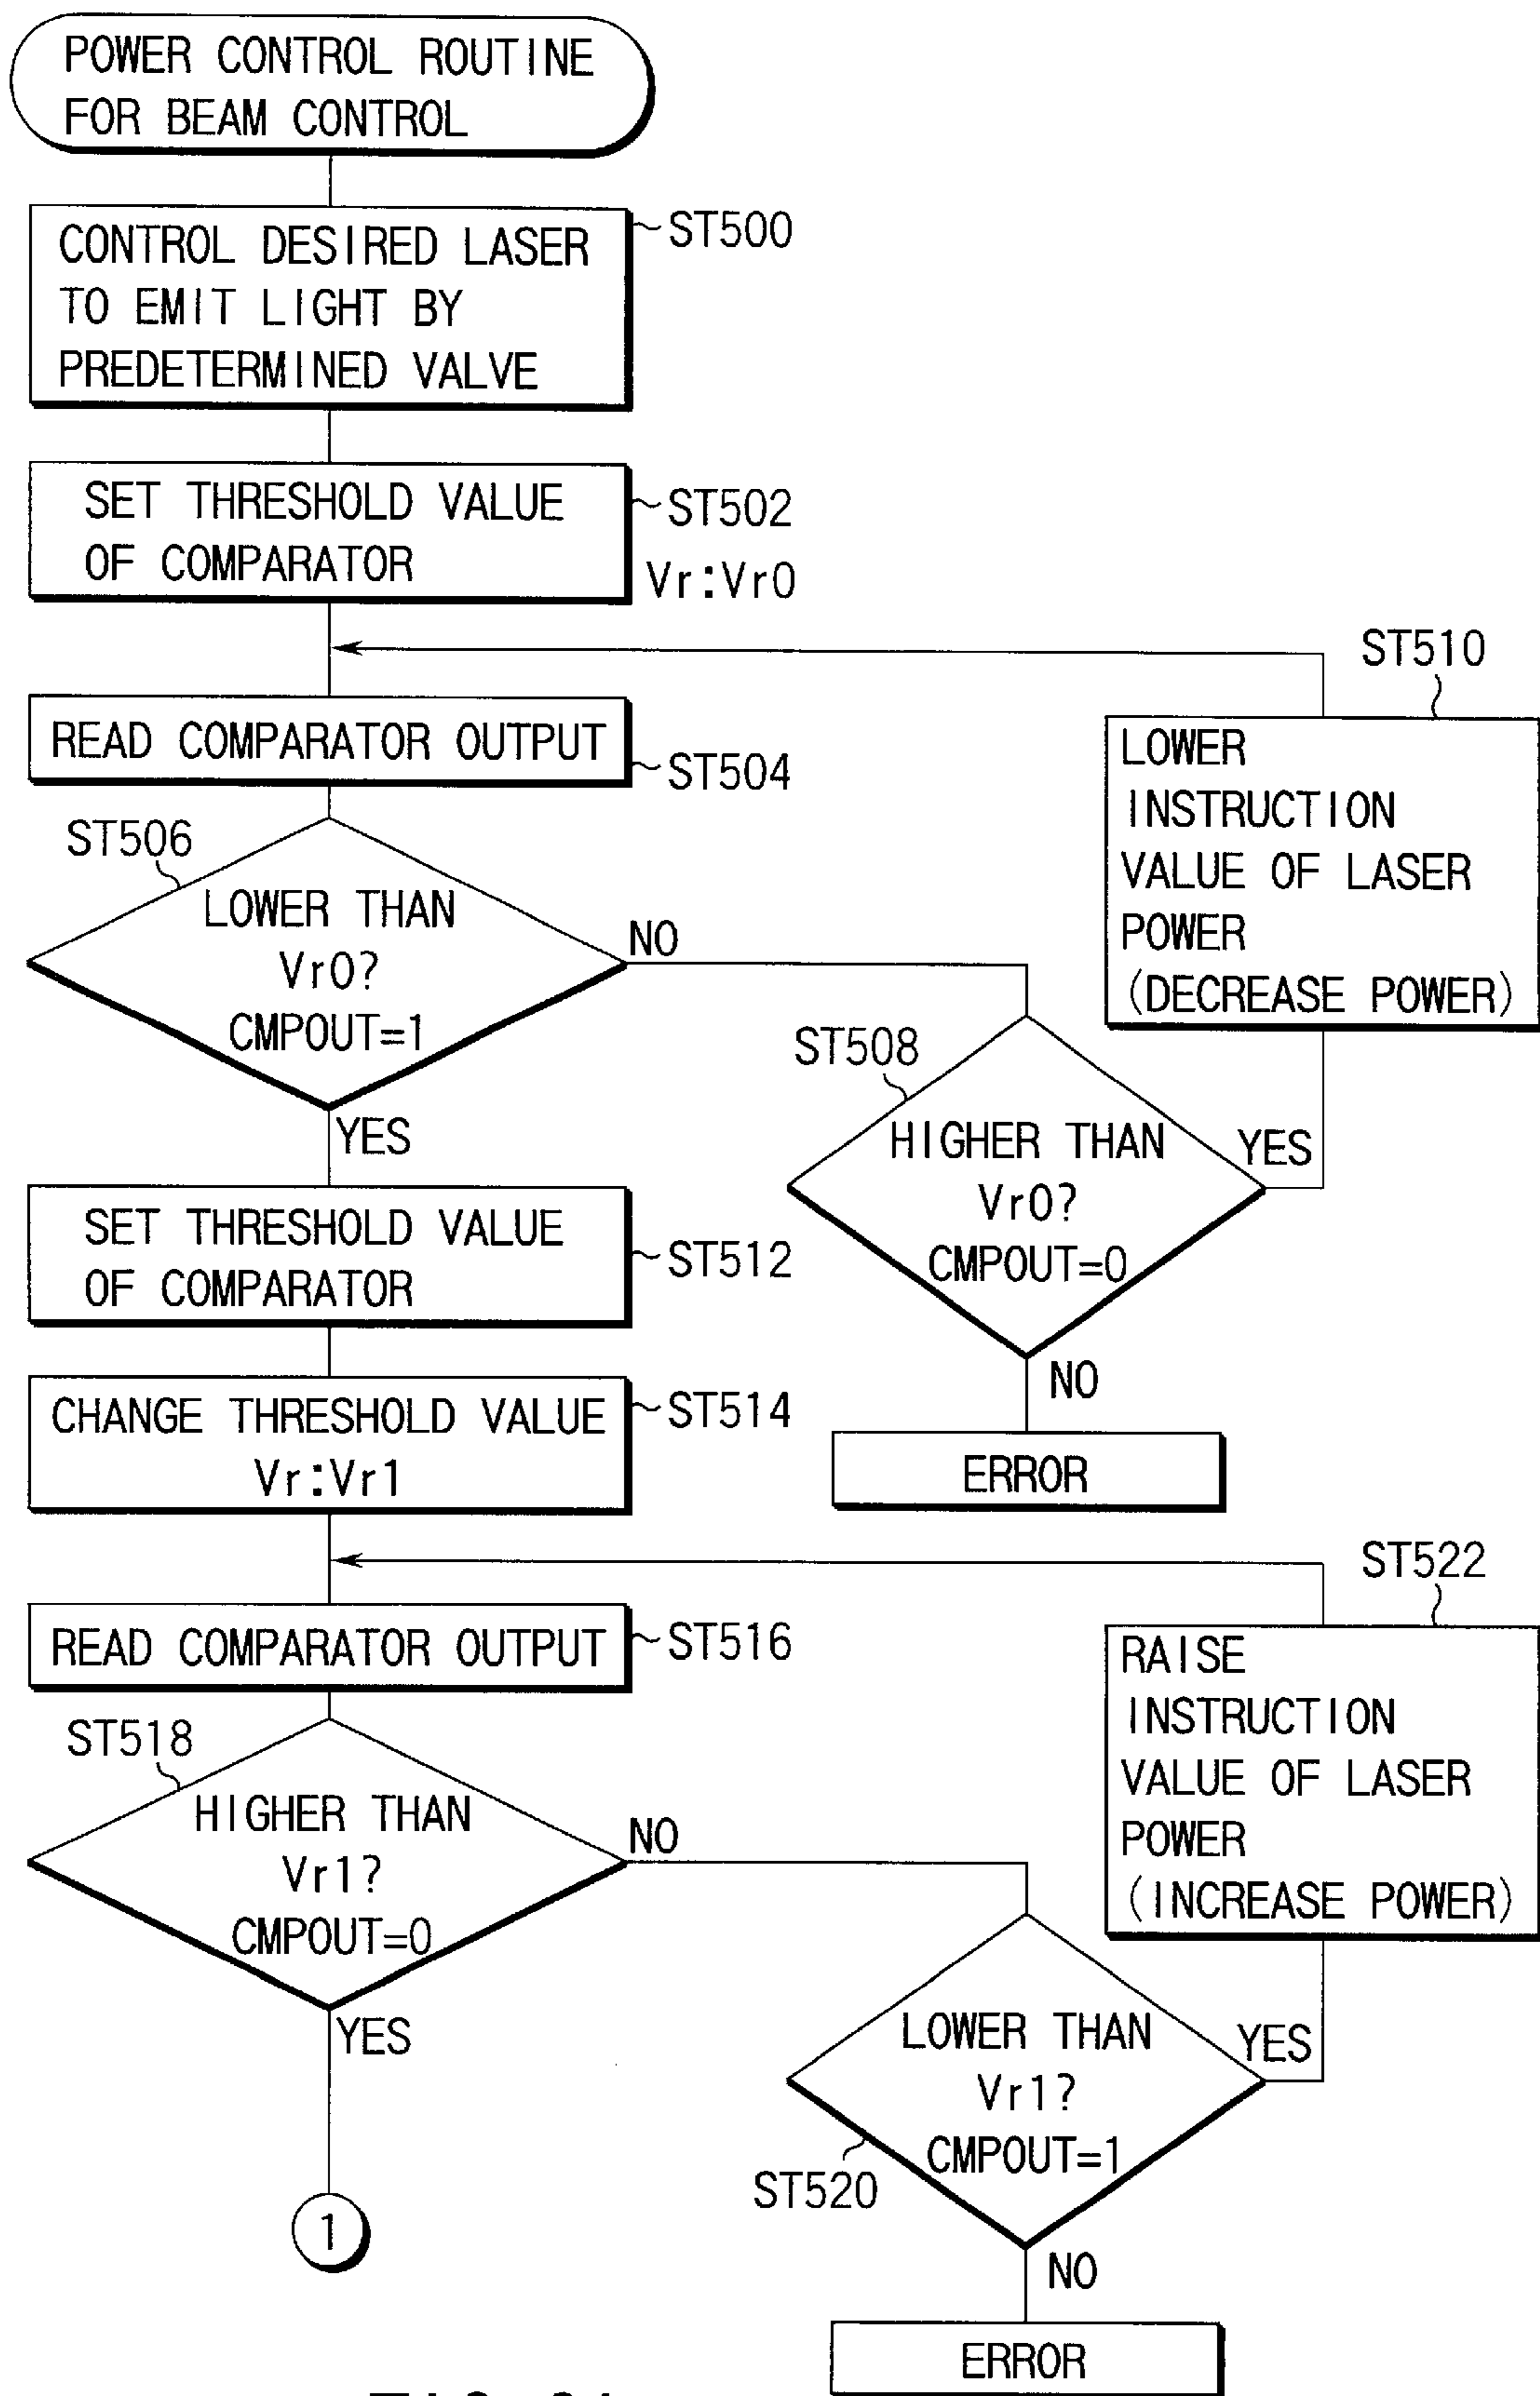 POWER CONTROL ROUTINE
FOR BEAM CONTROL
CONTROL DESIRED LASER
TO EMIT LIGHT BY
PREDETERMINED VALVE
ST500
SET THRESHOLD VALUE
OF COMPARATOR
ST502
Vr:Vr0
READ COMPARATOR OUTPUT
ST504
ST506
LOWER THAN
Vr0?
CMPOUT=1
NO
YES
ST508
HIGHER THAN
Vr0?
CMPOUT=0
YES
NO
ERROR
ST510
LOWER
INSTRUCTION
VALUE OF LASER
POWER
(DECREASE POWER)
SET THRESHOLD VALUE
OF COMPARATOR
ST512
CHANGE THRESHOLD VALUE
Vr:Vr1
ST514
READ COMPARATOR OUTPUT
ST516
ST518
HIGHER THAN
Vr1?
CMPOUT=0
NO
YES
1
ST522
RAISE
INSTRUCTION
VALUE OF LASER
POWER
(INCREASE POWER)
LOWER THAN
Vr1?
CMPOUT=1
YES
ST520
NO
ERROR